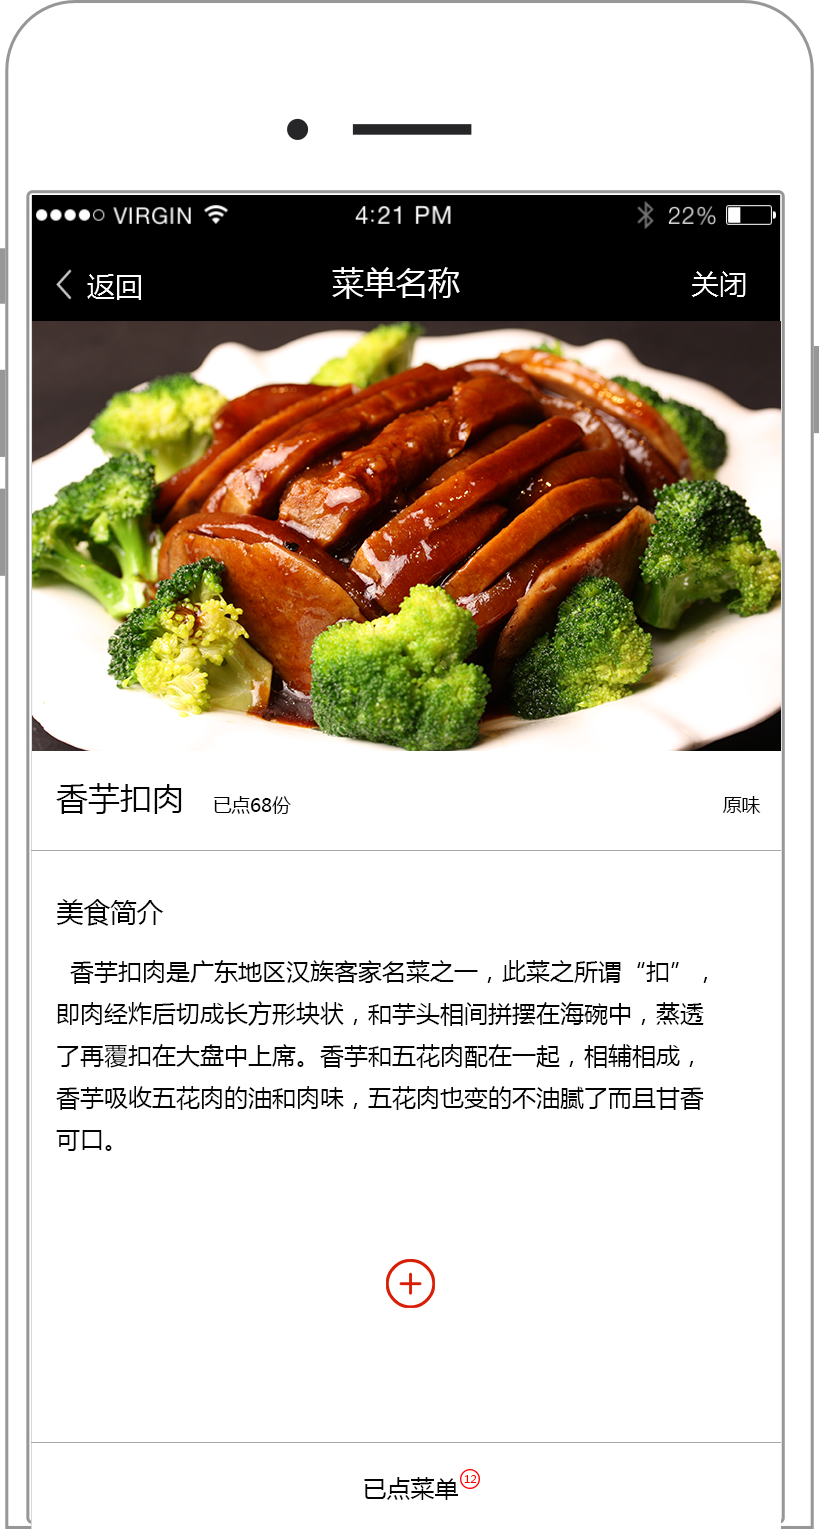 VIRGIN 4:21 PM 22%
返回 菜单名称 关闭
香芋扣肉 已点68份 原味
美食简介
香芋扣肉是广东地区汉族客家名菜之一，此菜之所谓“扣”，
即肉经炸后切成长方形块状，和芋头相间拼摆在海碗中，蒸透
了再覆扣在大盘中上席。香芋和五花肉配在一起，相辅相成，
香芋吸收五花肉的油和肉味，五花肉也变的不油腻了而且甘香
可口。
已点菜单 12